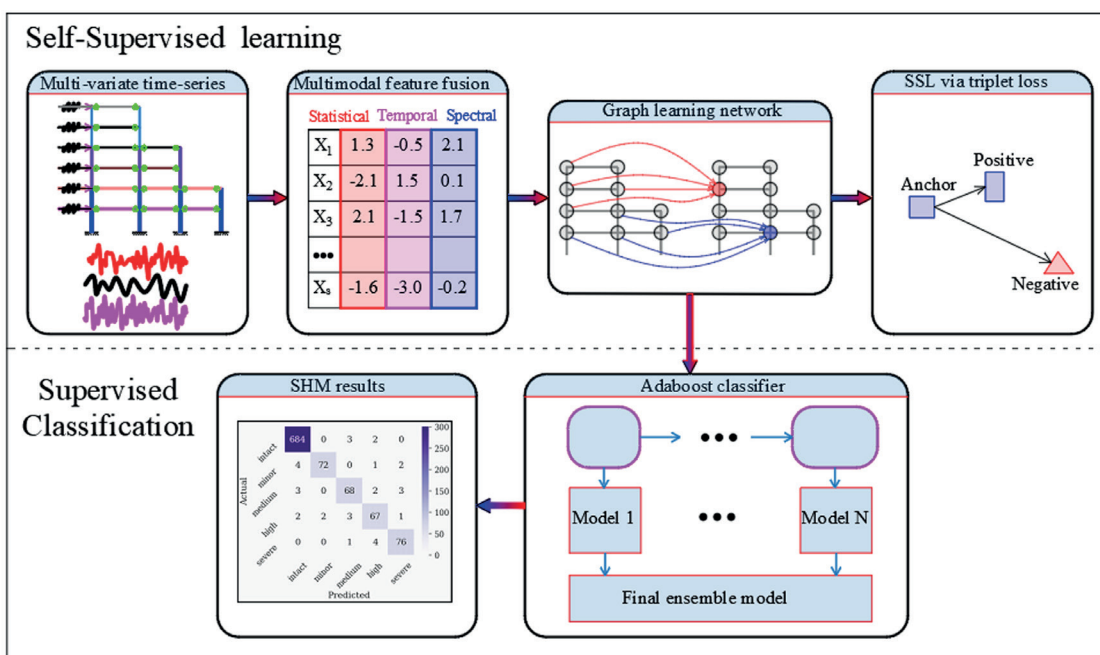 Self-Supervised learning
Multi-variate time-series
Multimodal feature fusion
Statistical Temporal Spectral
X1 1.3 -0.5 2.1
X2 -2.1 1.5 0.1
X3 2.1 -1.5 1.7
•••
Xs -1.6 -3.0 -0.2
Graph learning network
SSL via triplet loss
Positive
Anchor
Negative
Supervised
Classification
SHM results
Actual
intact 684 0 3 2 0
minor 4 72 0 1 2
medium 3 0 68 2 3
high 2 2 3 67 1
severe 0 0 1 4 76
intact minor medium high severe
Predicted
300
250
200
150
100
50
0
Adaboost classifier
•••
Model 1 ••• Model N
Final ensemble model